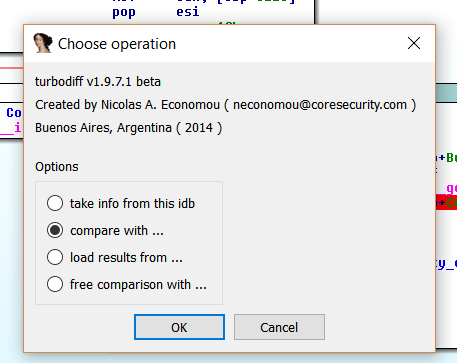 pop esi
Choose operation
turbodiff v1.9.7.1 beta
Created by Nicolas A. Economou ( neconomou@coresecurity.com )
Buenos Aires, Argentina ( 2014 )
Options
take info from this idb
compare with ...
load results from ...
free comparison with ...
OK
Cancel